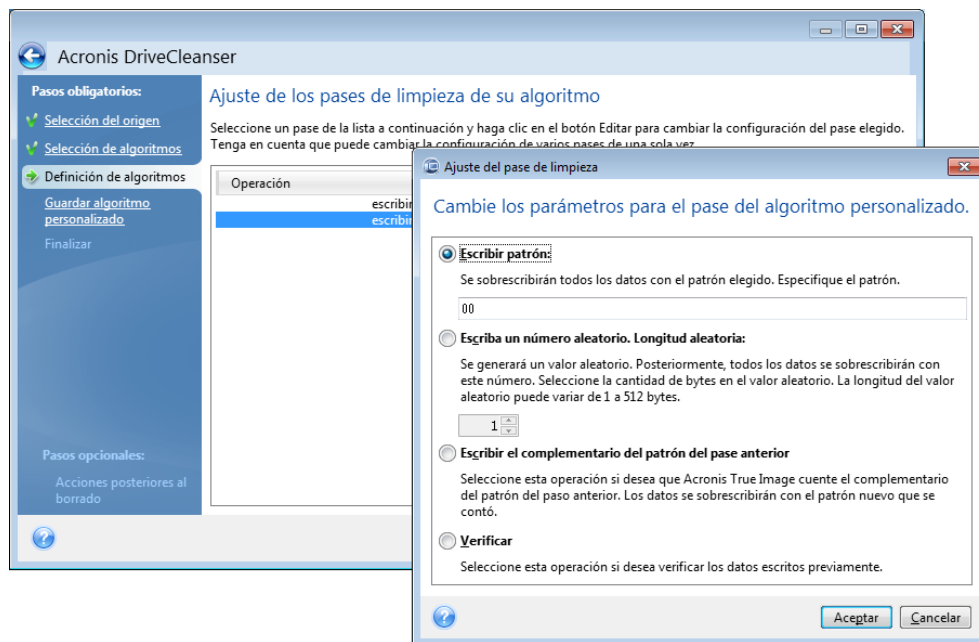 Acronis DriveCleanser
Pasos obligatorios:
Selección del origen
Selección de algoritmos
Definición de algoritmos
Guardar algoritmo
personalizado
Finalizar
Pasos opcionales:
Acciones posteriores al
borrado
Ajuste de los pases de limpieza de su algoritmo
Seleccione un pase de la lista a continuación y haga clic en el botón Editar para cambiar la configuración del pase elegido.
Tenga en cuenta que puede cambiar la configuración de varios pases de una sola vez
Operación
escribir
escribir
Ajuste del pase de limpieza
Cambie los parámetros para el pase del algoritmo personalizado.
Escribir patrón:
Se sobrescribirán todos los datos con el patrón elegido. Especifique el patrón.
00
Escriba un número aleatorio. Longitud aleatoria:
Se generará un valor aleatorio. Posteriormente, todos los datos se sobrescribirán con
este número. Seleccione la cantidad de bytes en el valor aleatorio. La longitud del valor
aleatorio puede variar de 1 a 512 bytes.
1
Escribir el complementario del patrón del pase anterior
Seleccione esta operación si desea que Acronis True Image cuente el complementario
del patrón del paso anterior. Los datos se sobrescribirán con el patrón nuevo que se
contó.
Verificar
Seleccione esta operación si desea verificar los datos escritos previamente.
Aceptar
Cancelar